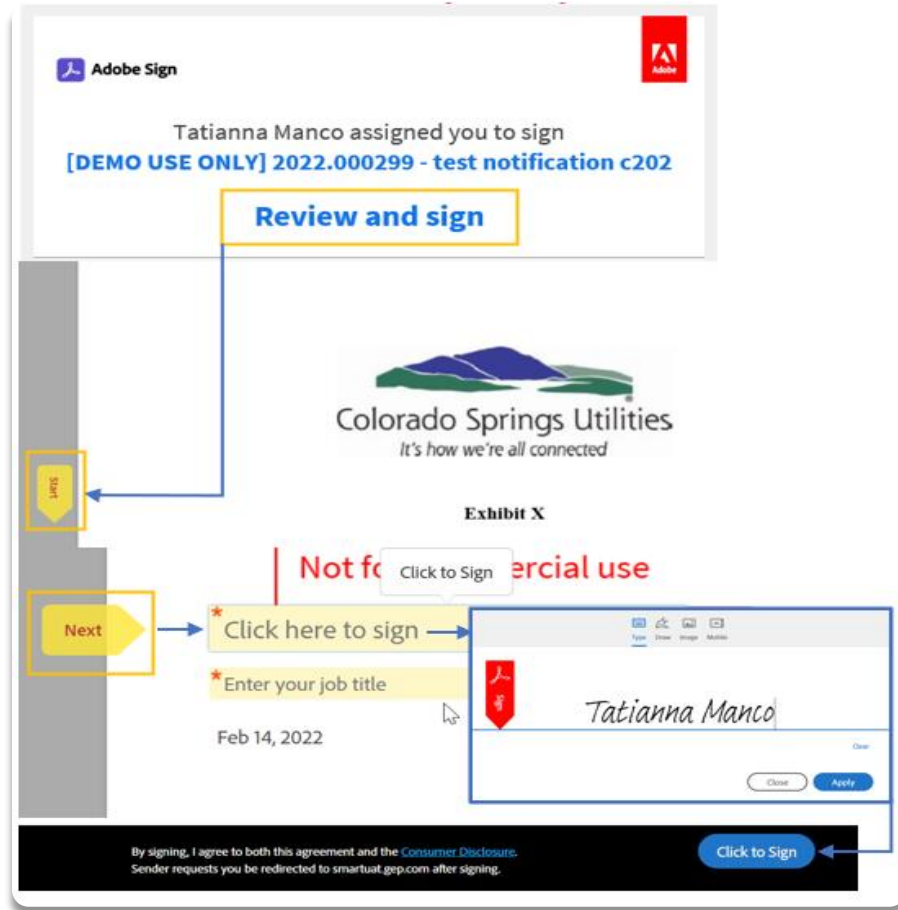 Adobe Sign
Adobe
Tatianna Manco assigned you to sign
[DEMO USE ONLY] 2022.000299 - test notification c202
Review and sign
Colorado Springs Utilities
It's how we're all connected
Start
Exhibit X
Not fo ercial use
Click to Sign
Next
* Click here to sign
Type Draw Image Mobile
* Enter your job title
Sign
Tatianna Manco
Feb 14, 2022
Clear
Close
Apply
By signing, I agree to both this agreement and the Consumer Disclosure.
Sender requests you be redirected to smartuat.gep.com after signing.
Click to Sign